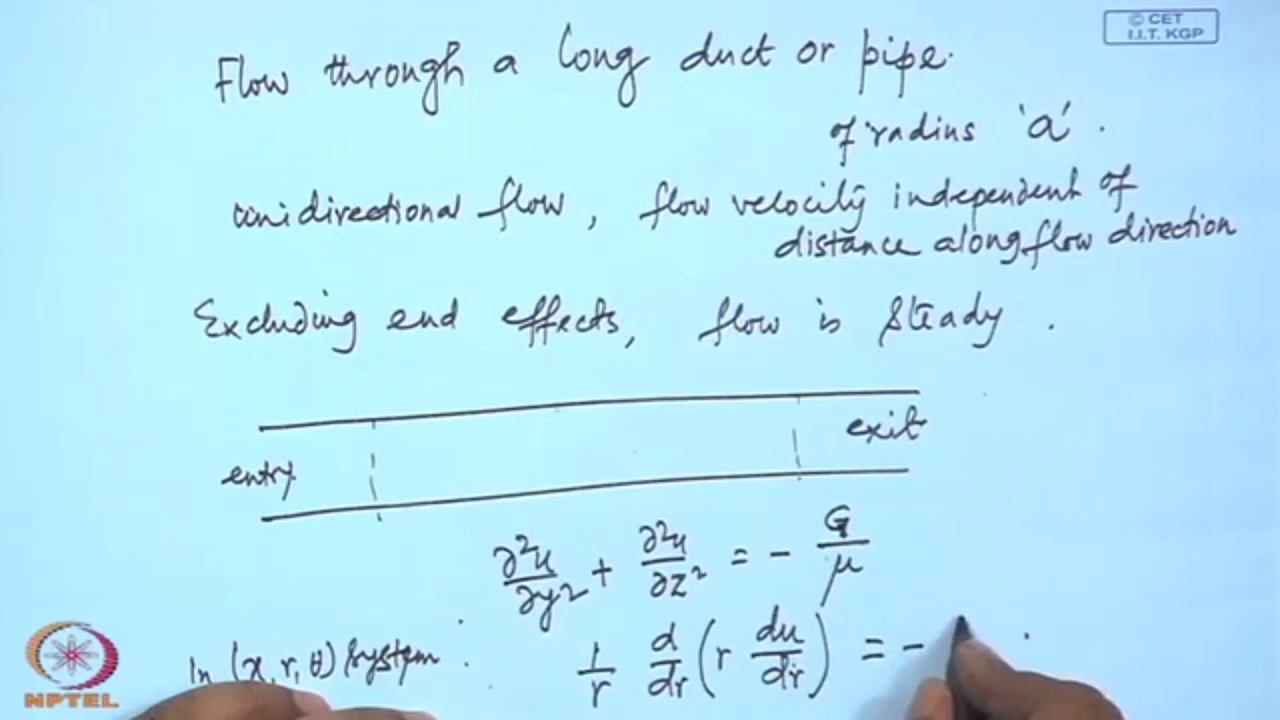 © CET
I.I.T. KGP
Flow through a long duct or pipe.
of radius 'a'.
unidirectional flow, flow velocity independent of
distance along flow direction
Excluding end effects, flow is steady.
exit
entry
∂²u/∂y² + ∂²u/∂z² = - G/μ
In (x, r, θ) system : 1/r d/dr (r du/dr) = -
NPTEL